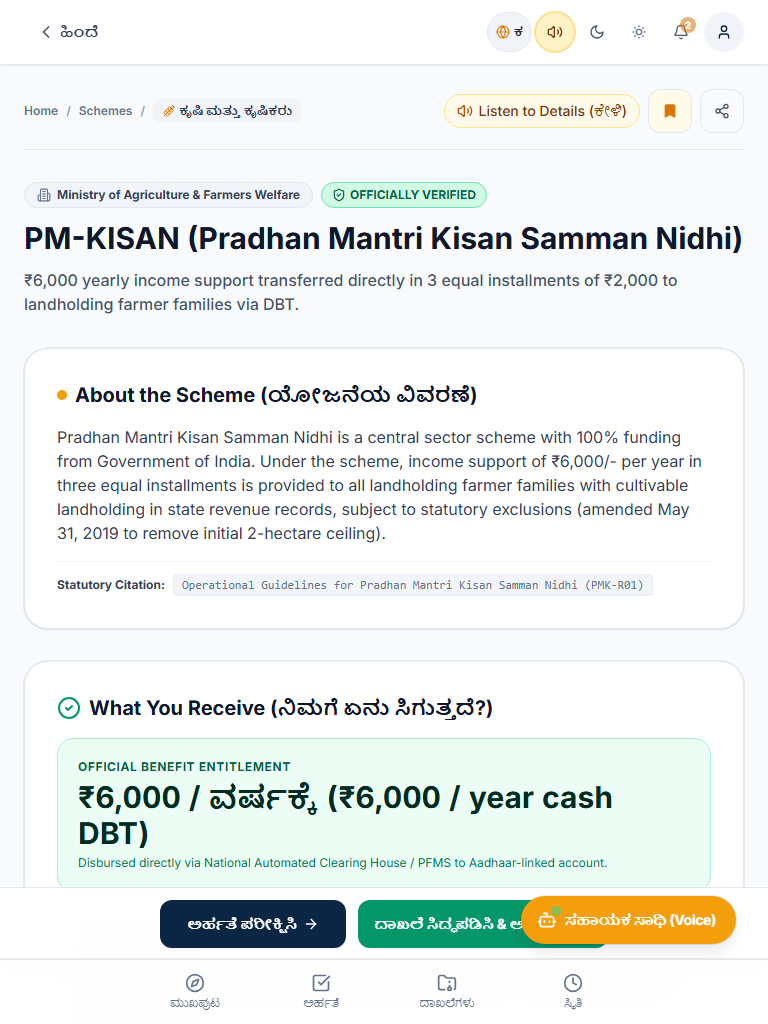 ಹಿಂದೆ
ಕ
2
Home / Schemes / ಕೃಷಿ ಮತ್ತು ಕೃಷಿಕರು
Listen to Details (ಕೇಳಿ)
Ministry of Agriculture & Farmers Welfare
OFFICIALLY VERIFIED
PM-KISAN (Pradhan Mantri Kisan Samman Nidhi)
₹6,000 yearly income support transferred directly in 3 equal installments of ₹2,000 to
landholding farmer families via DBT.
About the Scheme (ಯೋಜನೆಯ ವಿವರಣೆ)
Pradhan Mantri Kisan Samman Nidhi is a central sector scheme with 100% funding
from Government of India. Under the scheme, income support of ₹6,000/- per year in
three equal installments is provided to all landholding farmer families with cultivable
landholding in state revenue records, subject to statutory exclusions (amended May
31, 2019 to remove initial 2-hectare ceiling).
Statutory Citation: Operational Guidelines for Pradhan Mantri Kisan Samman Nidhi (PMK-R01)
What You Receive (ನಿಮಗೆ ಏನು ಸಿಗುತ್ತದೆ?)
OFFICIAL BENEFIT ENTITLEMENT
₹6,000 / ವರ್ಷಕ್ಕೆ (₹6,000 / year cash
DBT)
Disbursed directly via National Automated Clearing House / PFMS to Aadhaar-linked account.
ಅರ್ಹತೆ ಪರೀಕ್ಷಿಸಿ →
ದಾಖಲೆ ಸಿದ್ಧಪಡಿಸಿ &
ಸಹಾಯಕ ಸಾಥಿ (Voice)
ಮುಖಪುಟ
ಅರ್ಹತೆ
ದಾಖಲೆಗಳು
ಸ್ಥಿತಿ